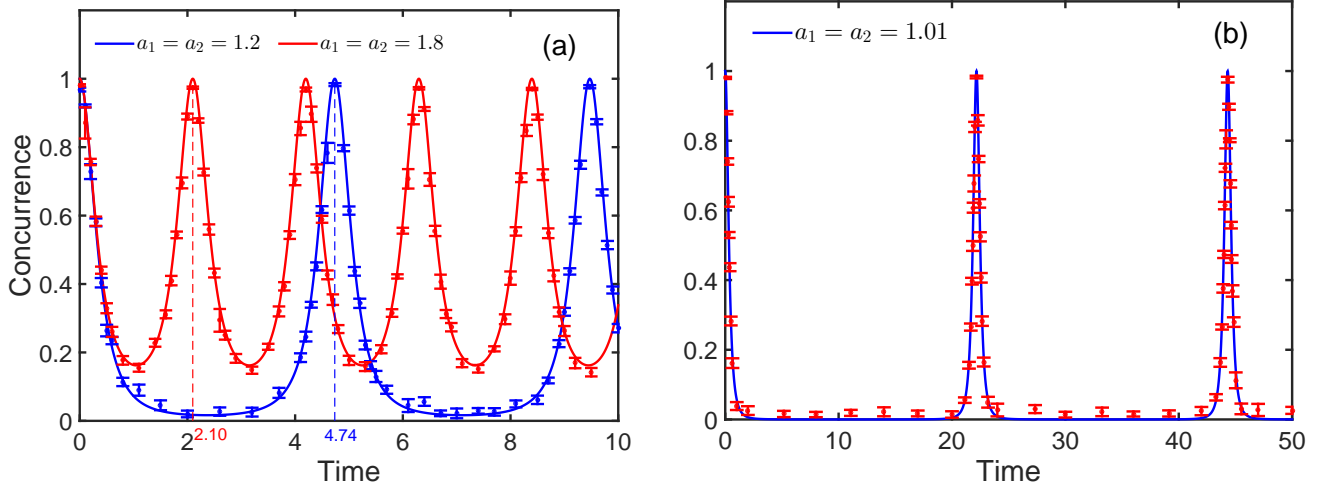 a₁ = a₂ = 1.2 a₁ = a₂ = 1.8 (a)
1
0.8
0.6
0.4
0.2
0
Concurrence
0 2 4 6 8 10
2.10 4.74
Time
a₁ = a₂ = 1.01 (b)
1
0.8
0.6
0.4
0.2
0
0 10 20 30 40 50
Time